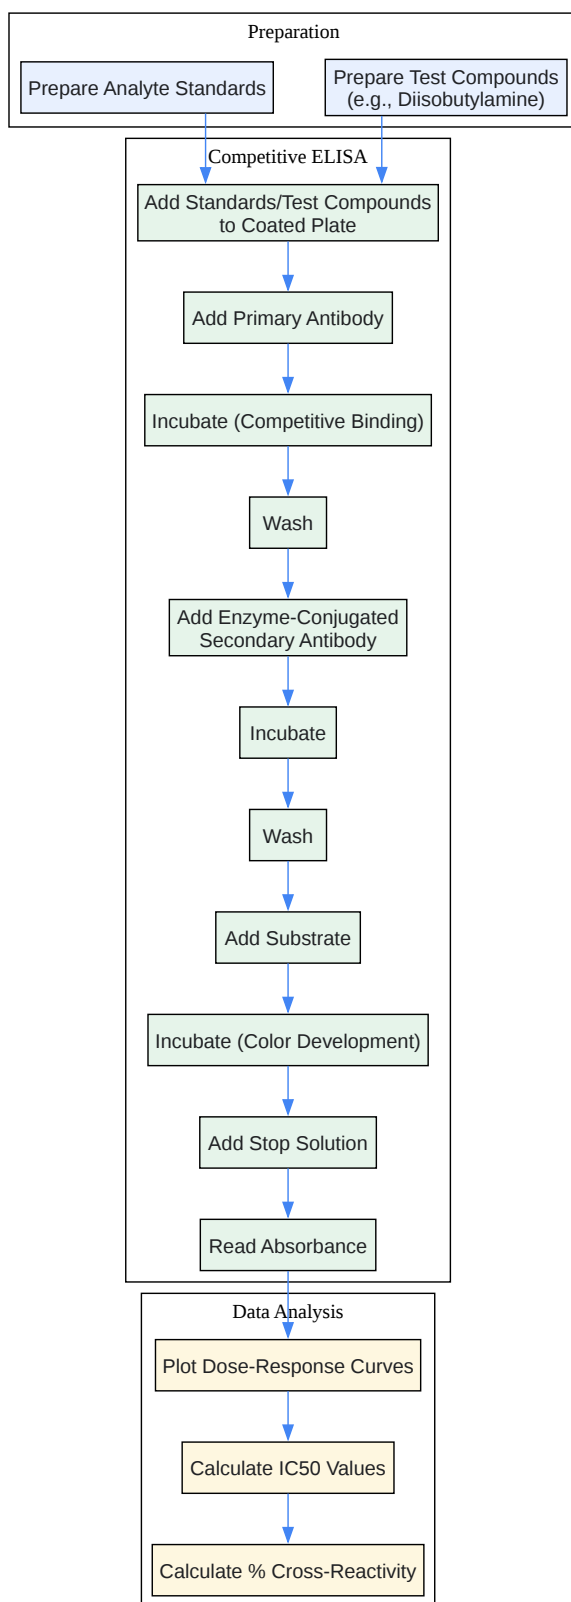 Preparation
Prepare Analyte Standards
Prepare Test Compounds
(e.g., Diisobutylamine)
Competitive ELISA
Add Standards/Test Compounds
to Coated Plate
Add Primary Antibody
Incubate (Competitive Binding)
Wash
Add Enzyme-Conjugated
Secondary Antibody
Incubate
Wash
Add Substrate
Incubate (Color Development)
Add Stop Solution
Read Absorbance
Data Analysis
Plot Dose-Response Curves
Calculate IC50 Values
Calculate % Cross-Reactivity